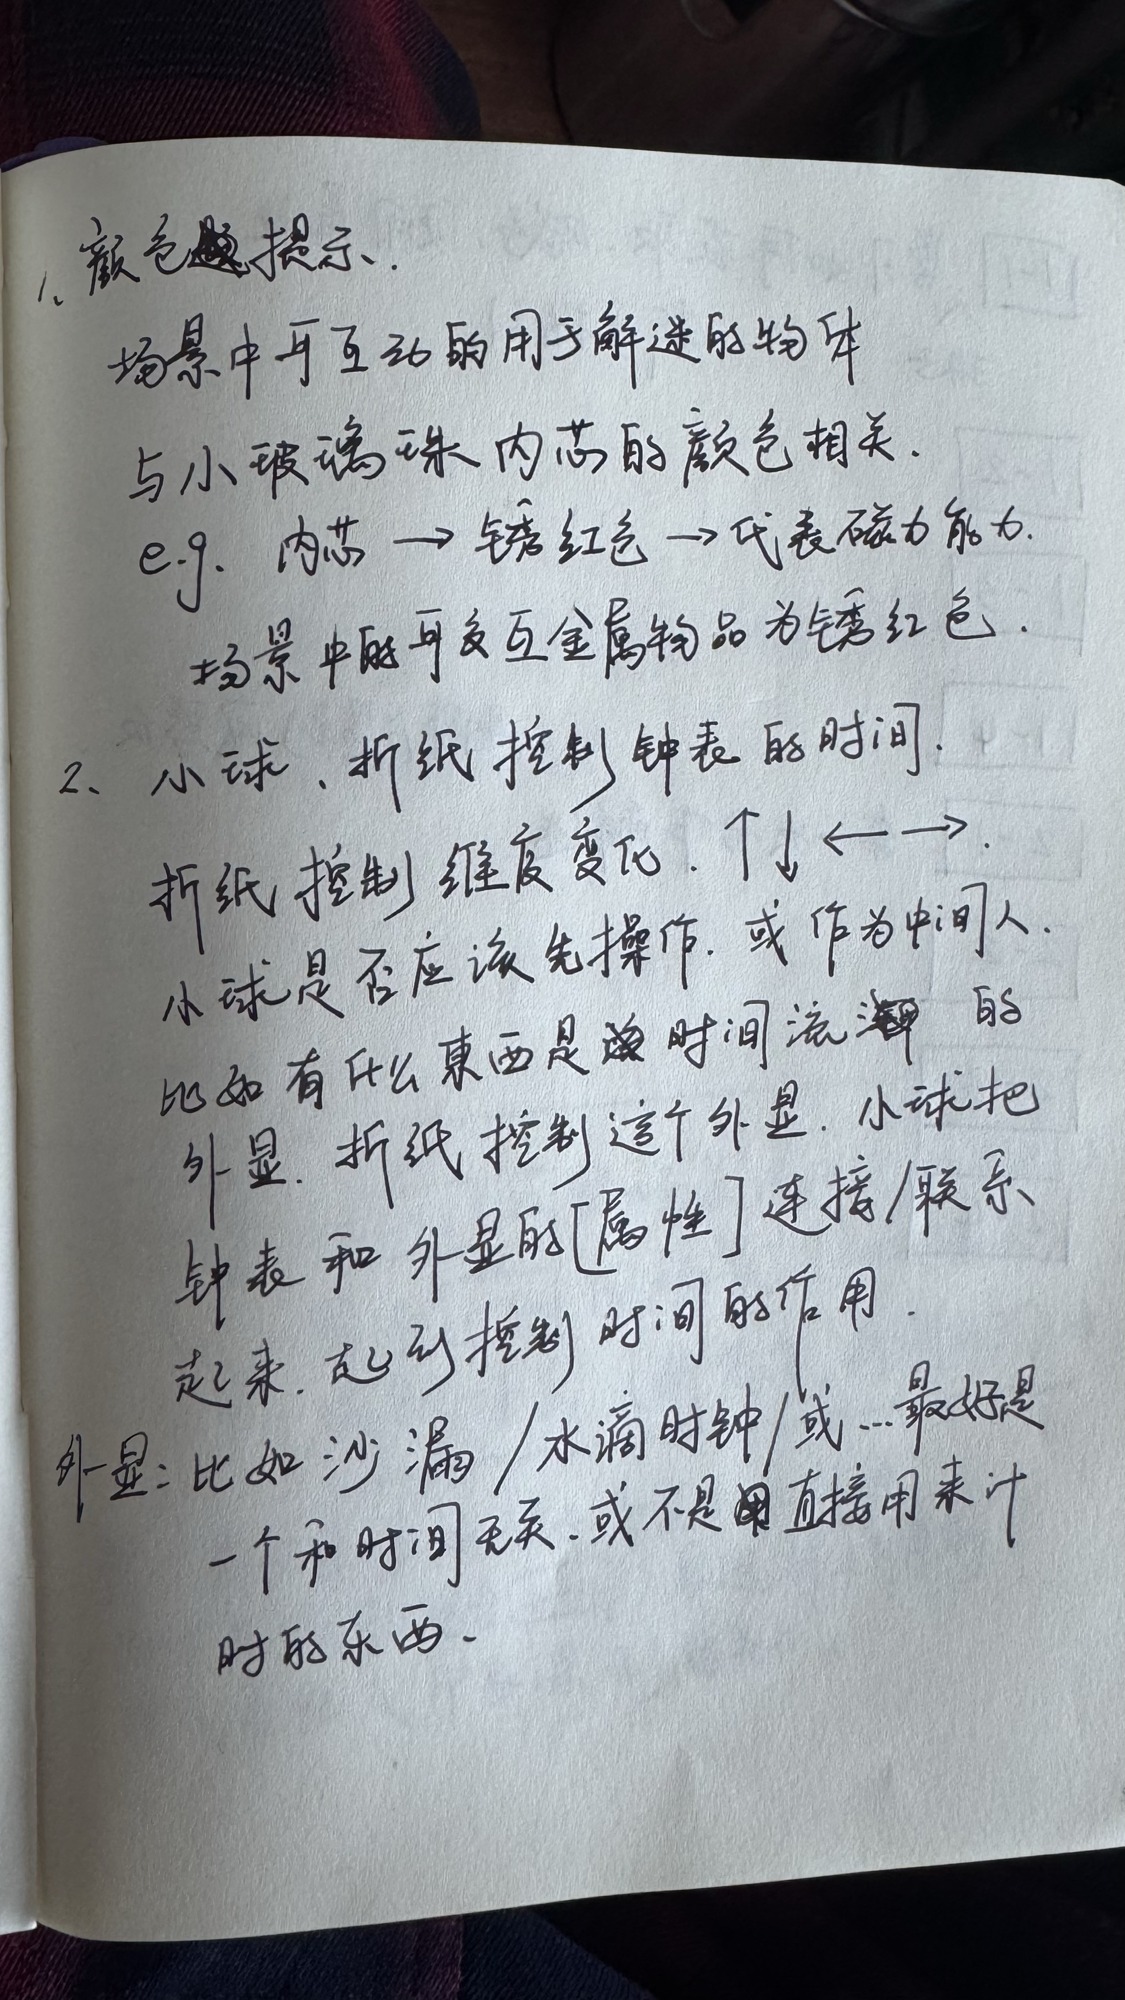 1、颜色提示、.
场景中可互动的用于解迷的物体
与小玻璃珠内芯的颜色相关.
e.g. 内芯 → 锈红色 → 代表磁力能力.
场景中的可交互金属物品为锈红色.
2、小球、折纸控制钟表的时间.
折纸控制维度变化. ↑↓←→.
小球是否应该先操作. 或作为中间人.
比如有什么東西是时间流 的
外显. 折纸控制这个外显. 小球把
钟表和外显的[属性]连接/联系
起来. 起到控制时间的作用.
外显: 比如沙漏/水滴时钟/或...最好是
一个和时间无关.或不是直接用来计
时的东西.